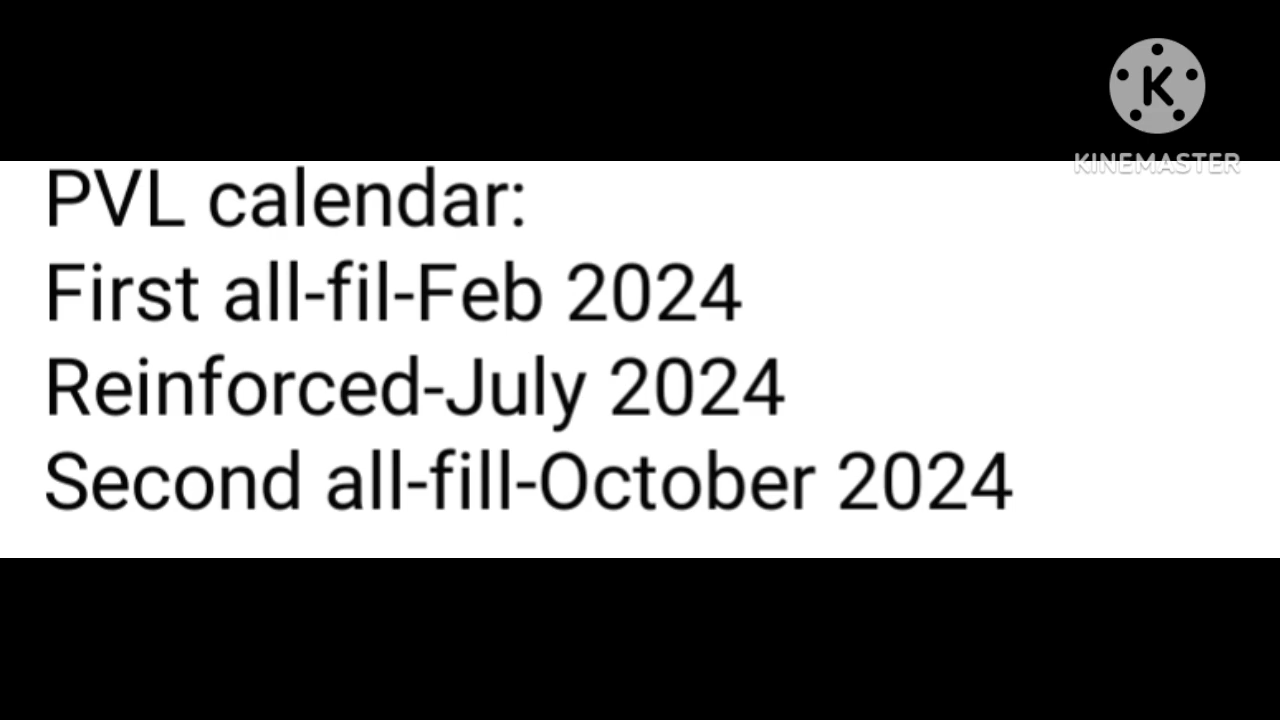 K
KINEMASTER
PVL calendar:
First all-fil-Feb 2024
Reinforced-July 2024
Second all-fill-October 2024